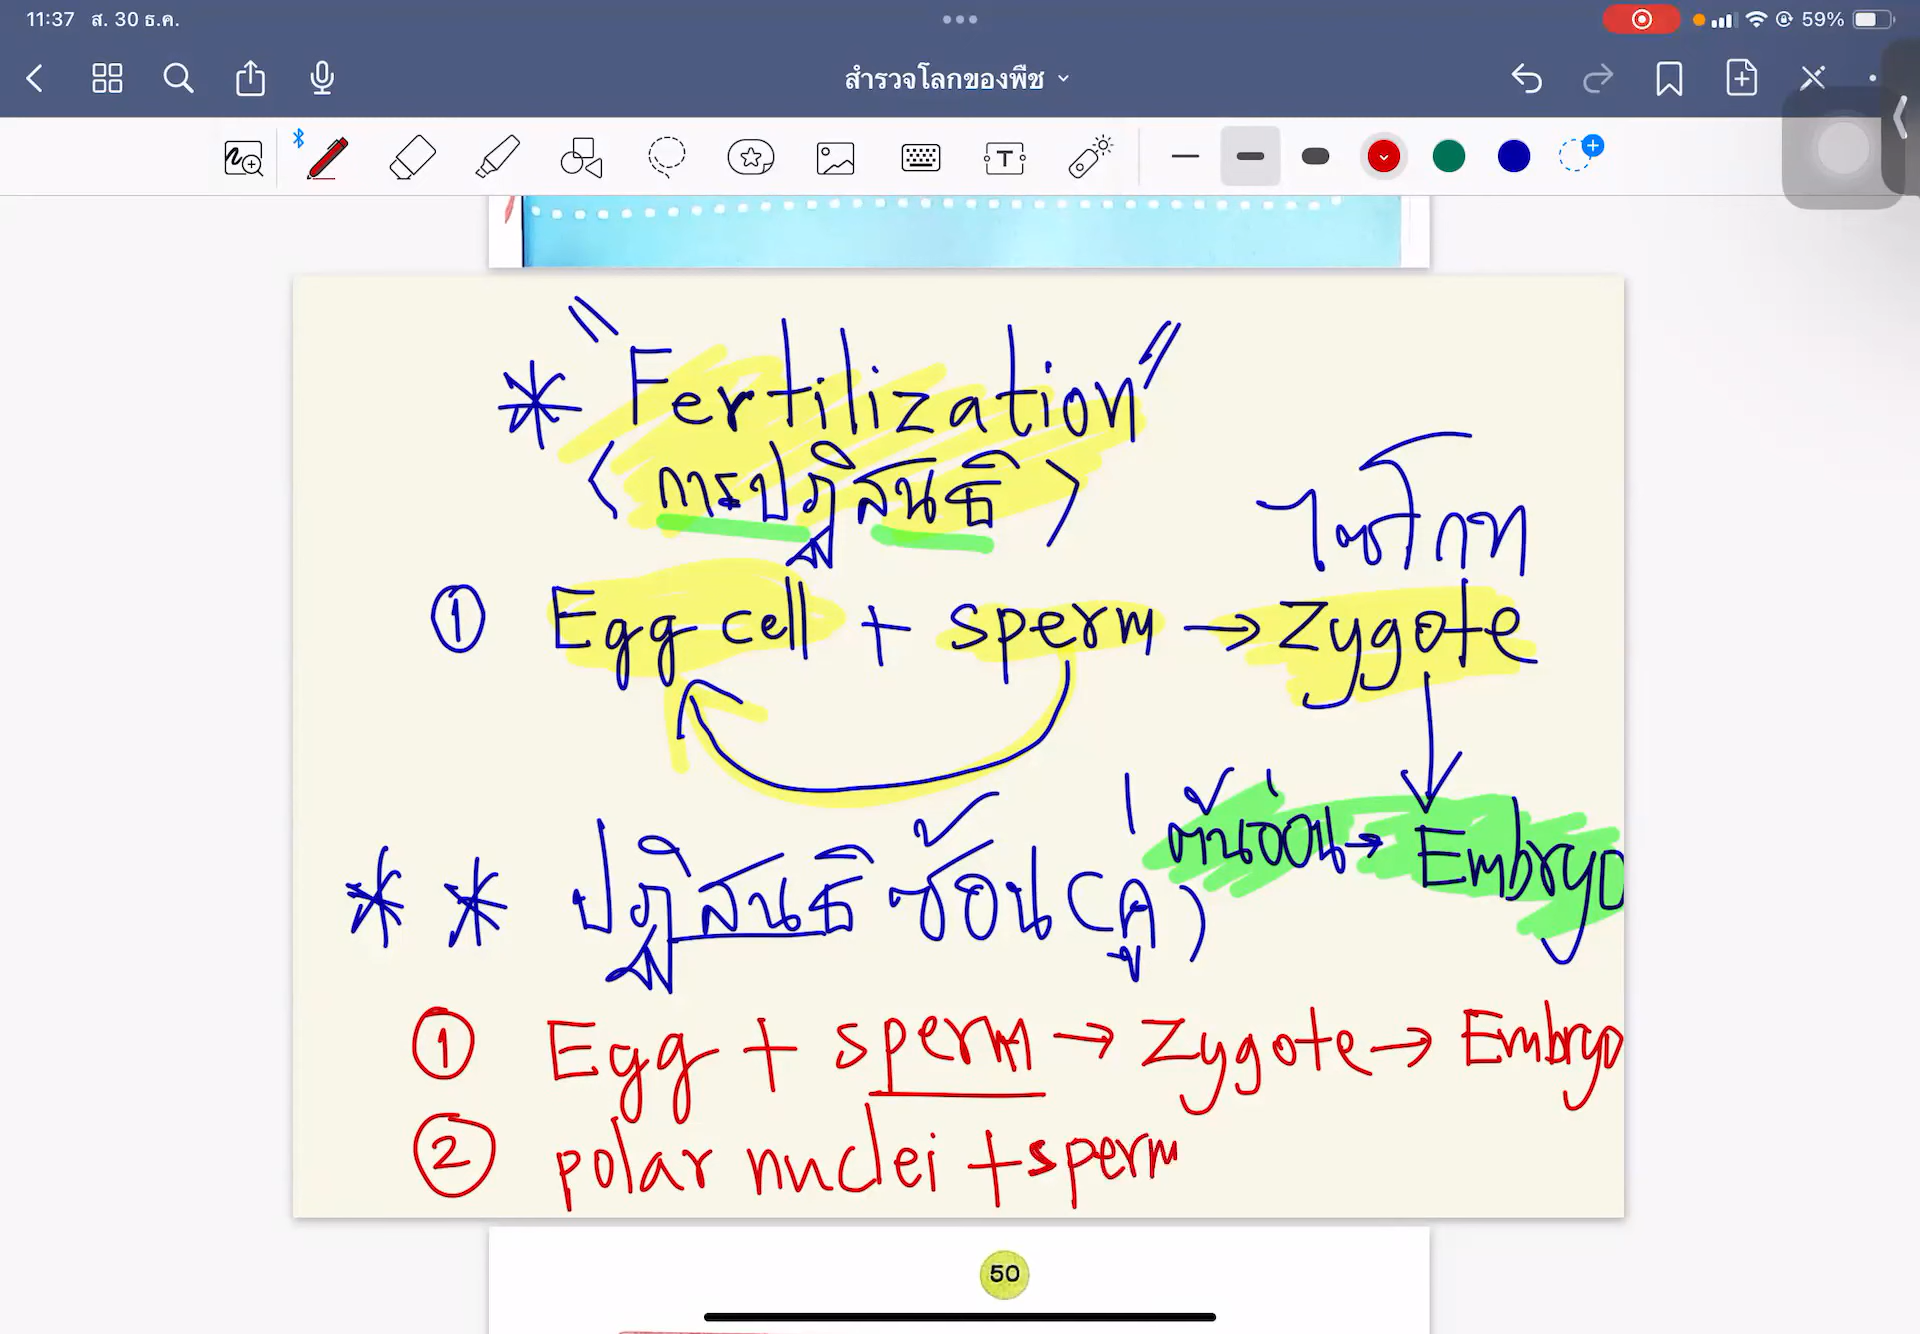 11:37 ส. 30 ธ.ค.
59%
สำรวจโลกของพืช
T
* "Fertilization"
<การปฏิสนธิ>
ไซโกท
① Egg cell + sperm → Zygote
ต้นอ่อน → Embryo
* * ปฏิสนธิซ้อน (คู่)
① Egg + sperm → Zygote → Embryo
② polar nuclei + sperm
50